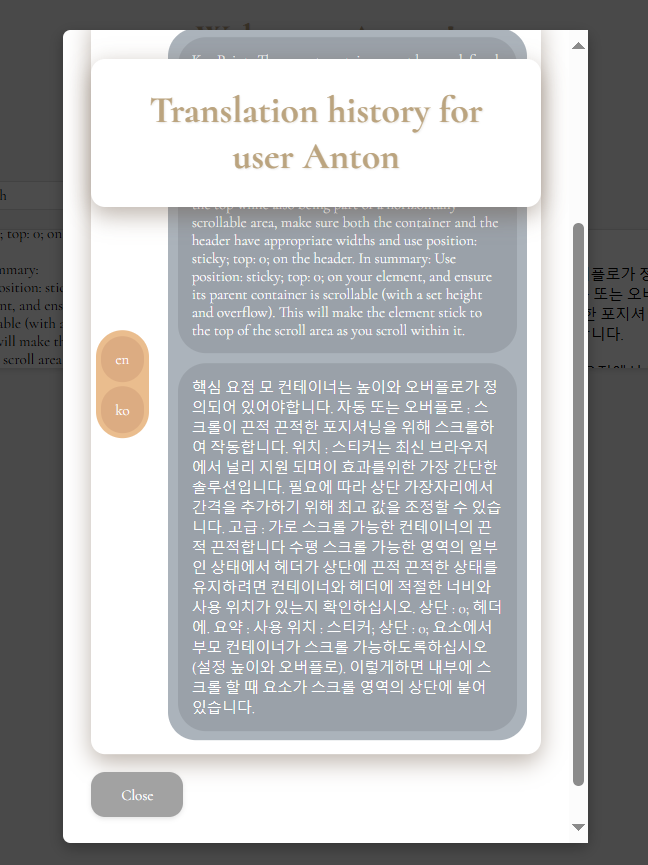 Translation history for
user Anton
scrollable area, make sure both the container and the
header have appropriate widths and use position:
sticky; top: 0; on the header. In summary: Use
position: sticky; top: 0; on your element, and ensure
its parent container is scrollable (with a set height
and overflow). This will make the element stick to
the top of the scroll area as you scroll within it.
en
ko
핵심 요점 모 컨테이너는 높이와 오버플로가 정
의되어 있어야합니다. 자동 또는 오버플로 : 스
크롤이 끈적 끈적한 포지셔닝을 위해 스크롤하
여 작동합니다. 위치 : 스티커는 최신 브라우저
에서 널리 지원 되며이 효과를위한 가장 간단한
솔루션입니다. 필요에 따라 상단 가장자리에서
간격을 추가하기 위해 최고 값을 조정할 수 있습
니다. 고급 : 가로 스크롤 가능한 컨테이너의 끈
적 끈적합니다 수평 스크롤 가능한 영역의 일부
인 상태에서 헤더가 상단에 끈적 끈적한 상태를
유지하려면 컨테이너와 헤더에 적절한 너비와
사용 위치가 있는지 확인하십시오. 상단 : 0; 헤더
에. 요약 : 사용 위치 : 스티커; 상단 : 0; 요소에서
부모 컨테이너가 스크롤 가능하도록하십시오
(설정 높이와 오버플로). 이렇게하면 내부에 스
크롤 할 때 요소가 스크롤 영역의 상단에 붙어
있습니다.
Close